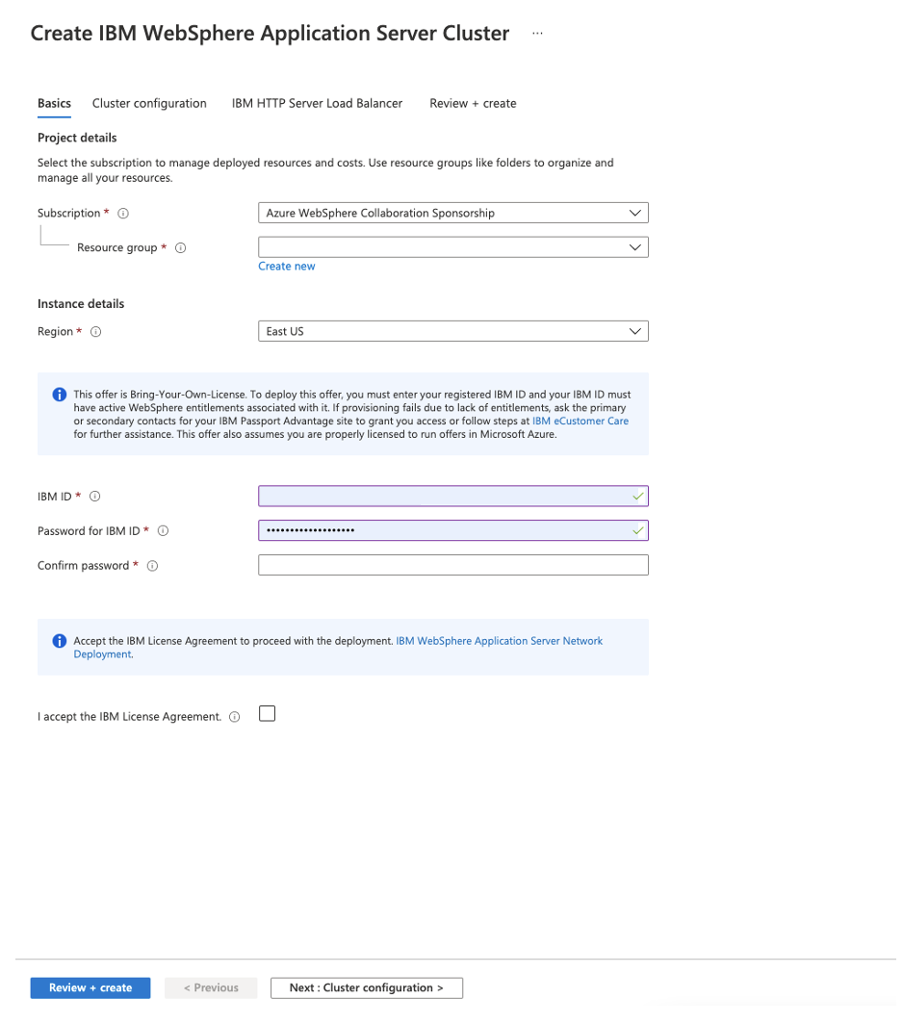 Create IBM WebSphere Application Server Cluster ...
Basics Cluster configuration IBM HTTP Server Load Balancer Review + create
Project details
Select the subscription to manage deployed resources and costs. Use resource groups like folders to organize and
manage all your resources.
Subscription * Azure WebSphere Collaboration Sponsorship
Resource group *
Create new
Instance details
Region * East US
This offer is Bring-Your-Own-License. To deploy this offer, you must enter your registered IBM ID and your IBM ID must
have active WebSphere entitlements associated with it. If provisioning fails due to lack of entitlements, ask the primary
or secondary contacts for your IBM Passport Advantage site to grant you access or follow steps at IBM eCustomer Care
for further assistance. This offer also assumes you are properly licensed to run offers in Microsoft Azure.
IBM ID *
Password for IBM ID * •••••••••••••••••••
Confirm password *
Accept the IBM License Agreement to proceed with the deployment. IBM WebSphere Application Server Network
Deployment.
I accept the IBM License Agreement.
Review + create < Previous Next : Cluster configuration >